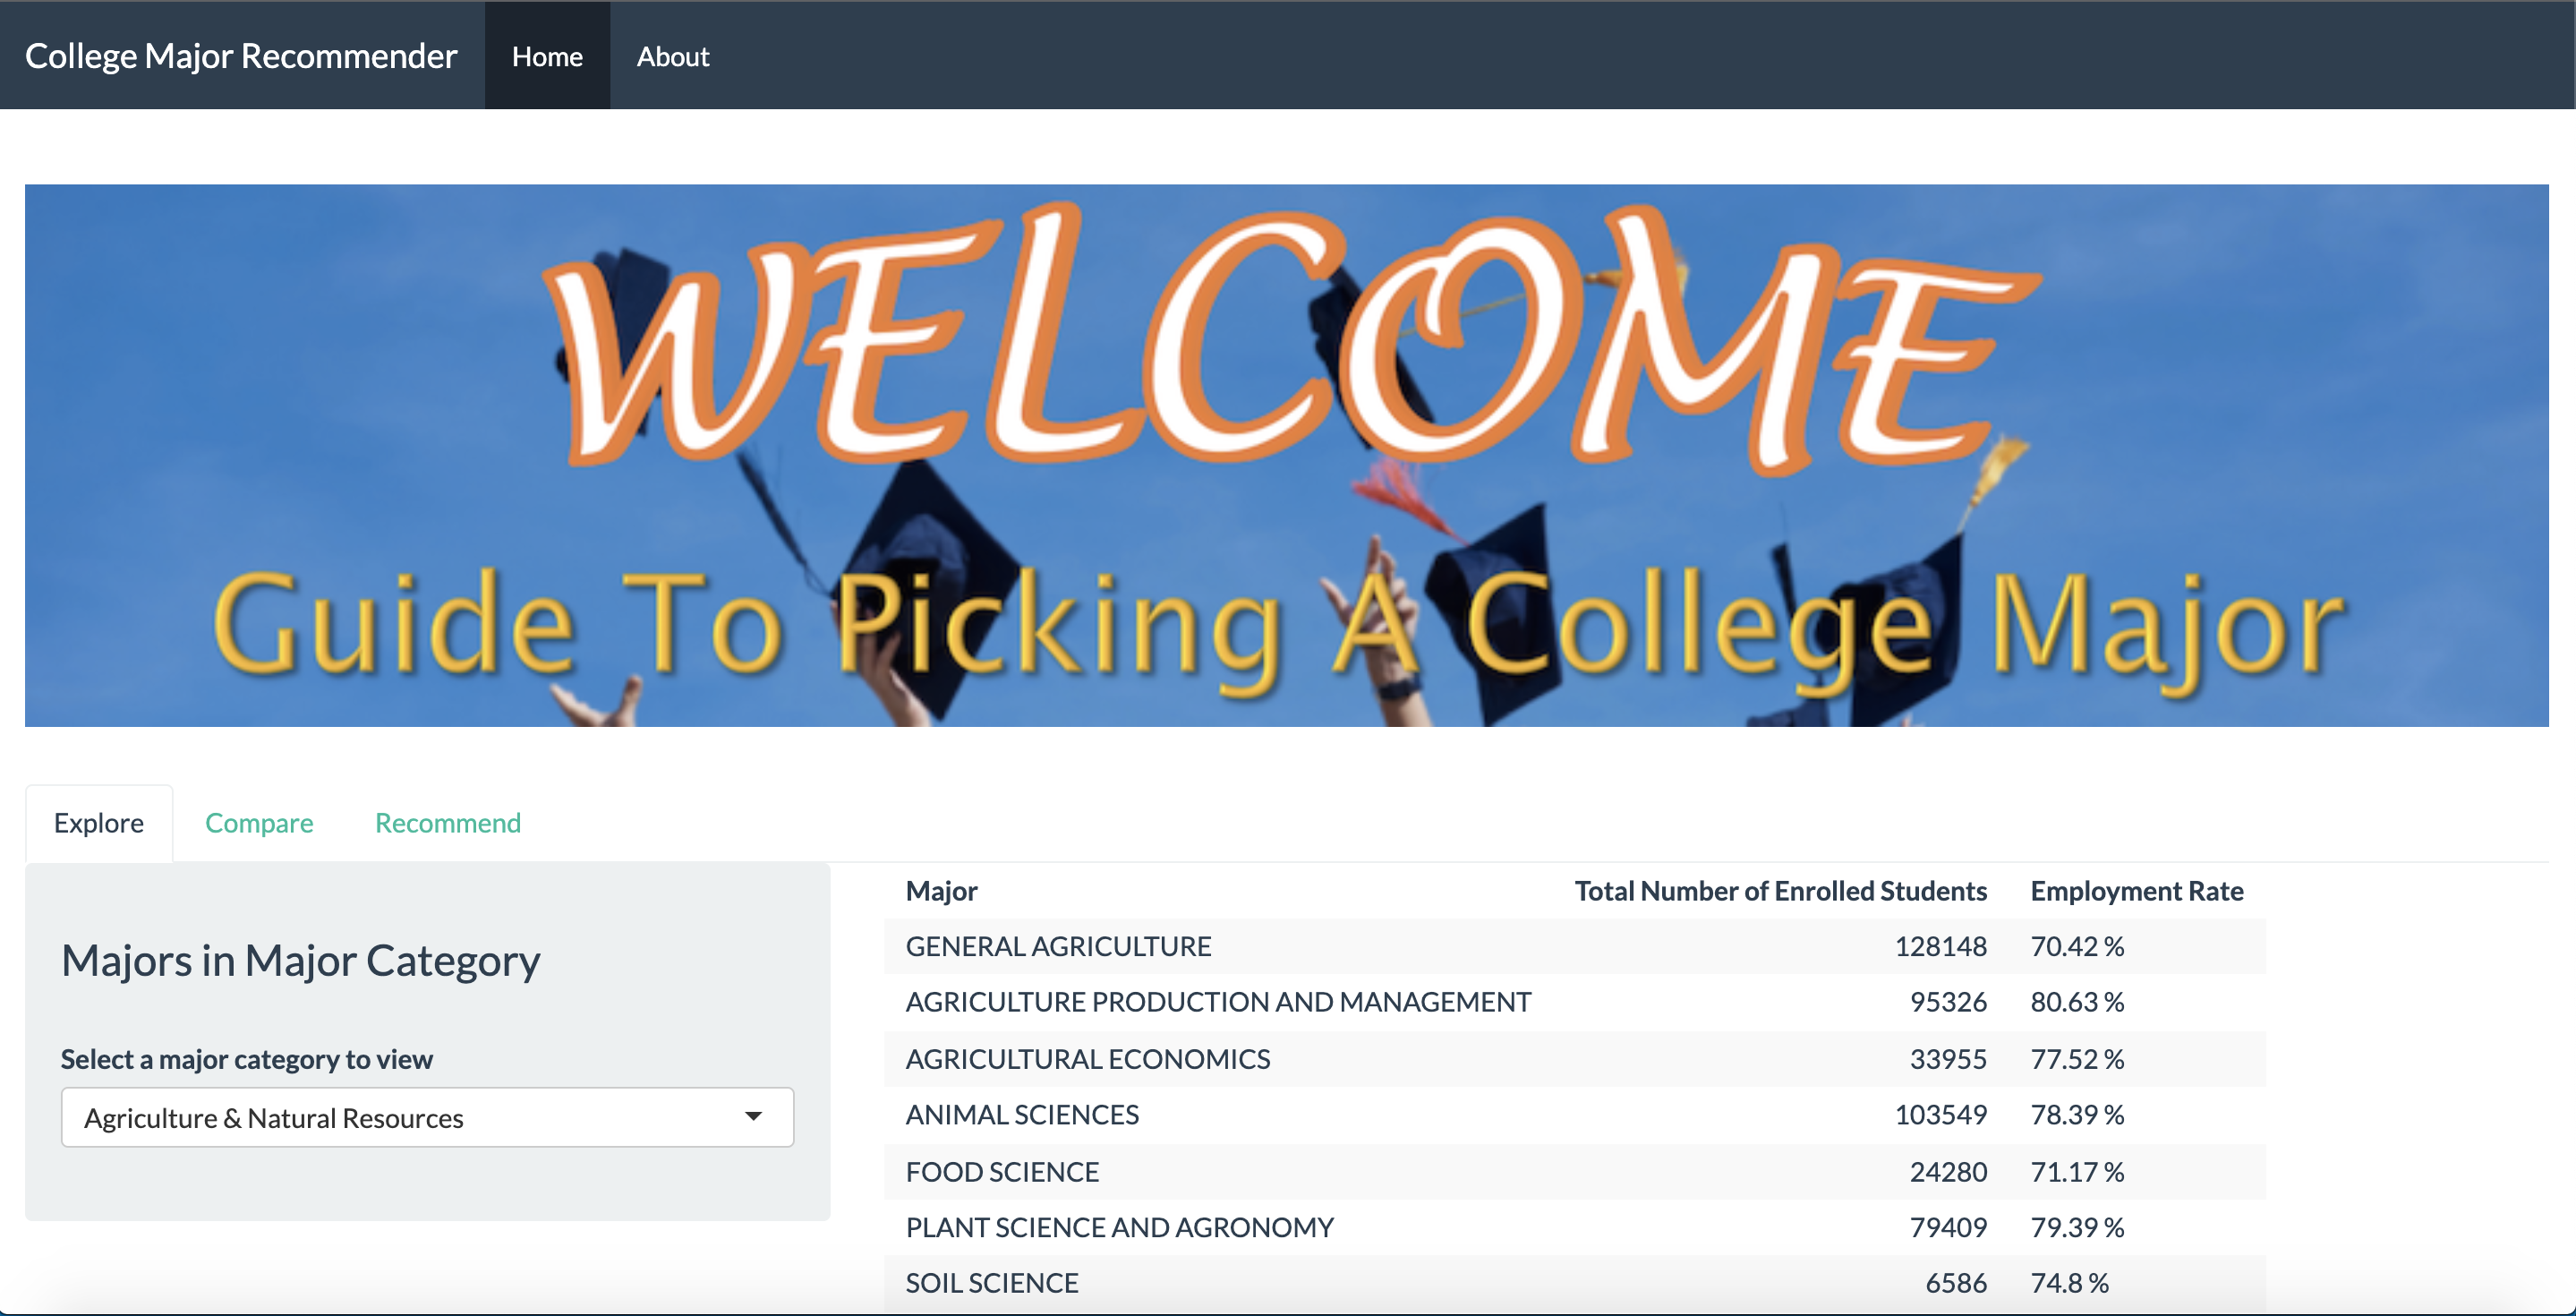 College Major Recommender Home About
WELCOME
Guide To Picking A College Major
Explore Compare Recommend
Majors in Major Category
Select a major category to view
Agriculture & Natural Resources
Major Total Number of Enrolled Students Employment Rate
GENERAL AGRICULTURE 128148 70.42 %
AGRICULTURE PRODUCTION AND MANAGEMENT 95326 80.63 %
AGRICULTURAL ECONOMICS 33955 77.52 %
ANIMAL SCIENCES 103549 78.39 %
FOOD SCIENCE 24280 71.17 %
PLANT SCIENCE AND AGRONOMY 79409 79.39 %
SOIL SCIENCE 6586 74.8 %